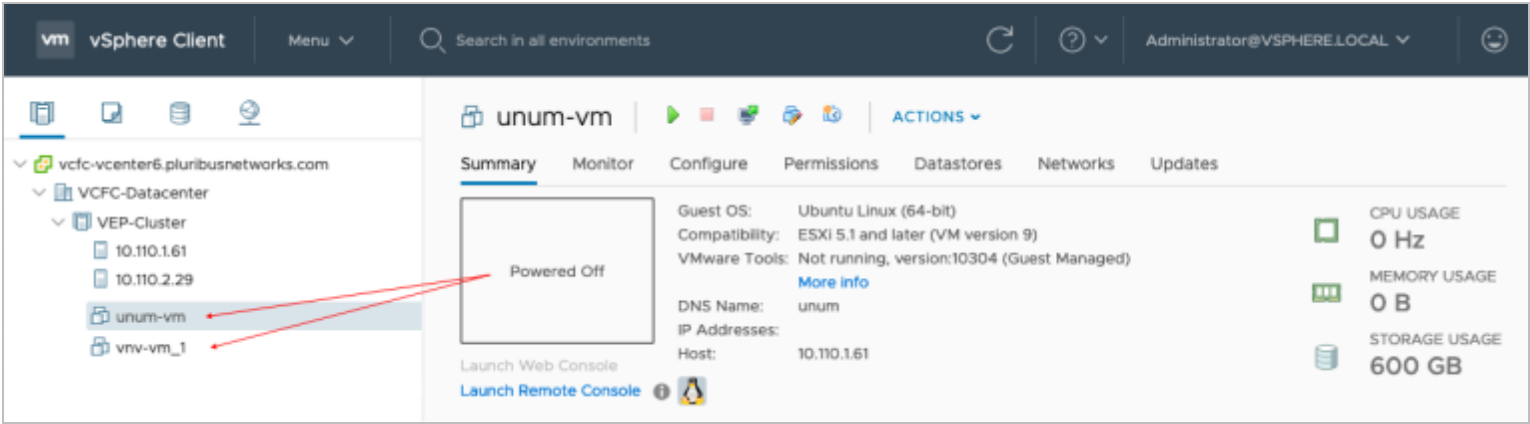 vm vSphere Client Menu Search in all environments Administrator@VSPHERE.LOCAL
vcfc-vcenter6.pluribusnetworks.com
VCFC-Datacenter
VEP-Cluster
10.110.1.61
10.110.2.29
unum-vm
vnv-vm_1
unum-vm ACTIONS
Summary Monitor Configure Permissions Datastores Networks Updates
Powered Off
Launch Web Console
Launch Remote Console
Guest OS: Ubuntu Linux (64-bit)
Compatibility: ESXi 5.1 and later (VM version 9)
VMware Tools: Not running, version:10304 (Guest Managed)
More info
DNS Name: unum
IP Addresses:
Host: 10.110.1.61
CPU USAGE
0 Hz
MEMORY USAGE
0 B
STORAGE USAGE
600 GB